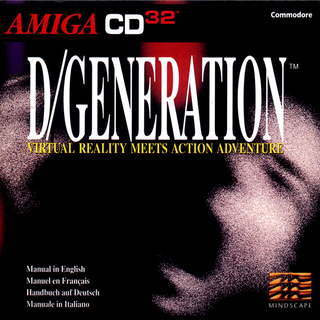 AMIGA CD32™
Commodore
D/GENERATION™
VIRTUAL REALITY MEETS ACTION ADVENTURE
Manual in English
Manuel en Français
Handbuch auf Deutsch
Manuale in Italiano
MINDSCAPE